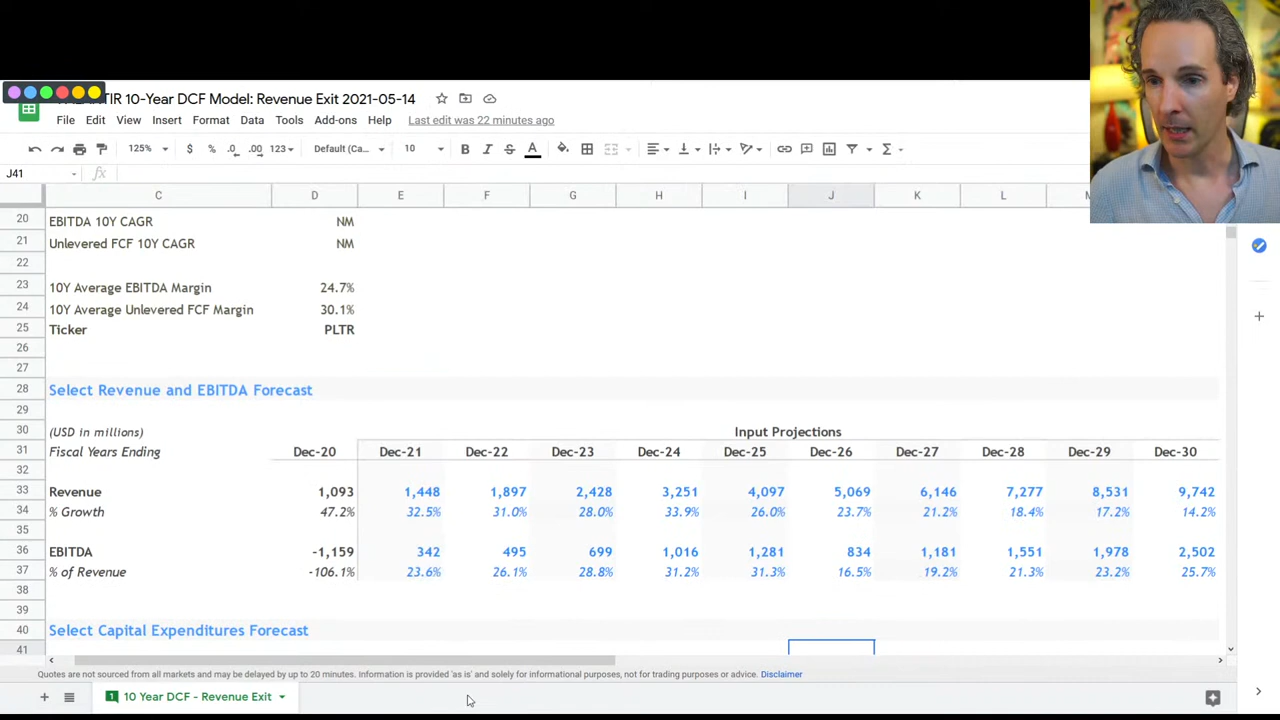 TIR 10-Year DCF Model: Revenue Exit 2021-05-14
File Edit View Insert Format Data Tools Add-ons Help Last edit was 22 minutes ago
125% $ % .0 .00 123 Default (Ca... 10 B I S A Σ
J41 fx
C D E F G H I J K L
20 EBITDA 10Y CAGR NM
21 Unlevered FCF 10Y CAGR NM
22
23 10Y Average EBITDA Margin 24.7%
24 10Y Average Unlevered FCF Margin 30.1%
25 Ticker PLTR
26
27
28 Select Revenue and EBITDA Forecast
29
30 (USD in millions) Input Projections
31 Fiscal Years Ending Dec-20 Dec-21 Dec-22 Dec-23 Dec-24 Dec-25 Dec-26 Dec-27 Dec-28 Dec-29 Dec-30
32
33 Revenue 1,093 1,448 1,897 2,428 3,251 4,097 5,069 6,146 7,277 8,531 9,742
34 % Growth 47.2% 32.5% 31.0% 28.0% 33.9% 26.0% 23.7% 21.2% 18.4% 17.2% 14.2%
35
36 EBITDA -1,159 342 495 699 1,016 1,281 834 1,181 1,551 1,978 2,502
37 % of Revenue -106.1% 23.6% 26.1% 28.8% 31.2% 31.3% 16.5% 19.2% 21.3% 23.2% 25.7%
38
39
40 Select Capital Expenditures Forecast
41
Quotes are not sourced from all markets and may be delayed by up to 20 minutes. Information is provided 'as is' and solely for informational purposes, not for trading purposes or advice. Disclaimer
1 10 Year DCF - Revenue Exit